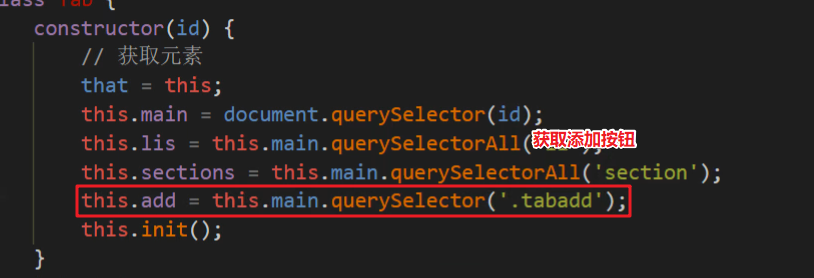 class Tab {
constructor(id) {
// 获取元素
that = this;
this.main = document.querySelector(id);
this.lis = this.main.querySelectorAll(' );
获取添加按钮
this.sections = this.main.querySelectorAll('section');
this.add = this.main.querySelector('.tabadd');
this.init();
}